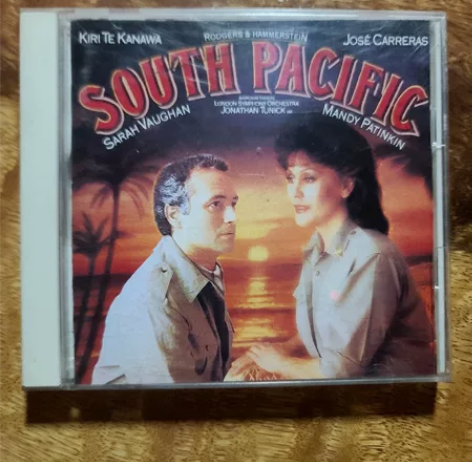 KIRI TE KANAWA
RODGERS & HAMMERSTEIN
JOSÉ CARRERAS
SOUTH PACIFIC
SARAH VAUGHAN
LONDON SYMPHONY ORCHESTRA
JONATHAN TUNICK
MANDY PATINKIN